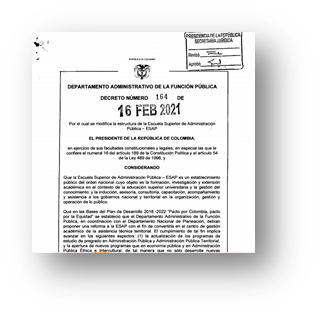 PRESIDENCIA DE LA REPÚBLICA
SECRETARÍA JURÍDICA
Revisó
Aprobó
REPÚBLICA DE COLOMBIA
DEPARTAMENTO ADMINISTRATIVO DE LA FUNCIÓN PÚBLICA
DECRETO NÚMERO 164 DE
16 FEB 2021
Por el cual se modifica la estructura de la Escuela Superior de Administración
Pública – ESAP
EL PRESIDENTE DE LA REPÚBLICA DE COLOMBIA,
en ejercicio de sus facultades constitucionales y legales, en especial las que le
confiere el numeral 16 del artículo 189 de la Constitución Política y el artículo 54
de la Ley 489 de 1998, y
CONSIDERANDO
Que la Escuela Superior de Administración Pública – ESAP es un establecimiento
público del orden nacional cuyo objeto es la formación, investigación y extensión
académica en el contexto de la educación superior universitaria y la gestión del
conocimiento; y la inducción, asesoría, consultoría, capacitación, acompañamiento
y asistencia a los gobiernos nacional y territorial en la organización, gestión y
operación de lo público.
Que en las Bases del Plan de Desarrollo 2018 -2022 "Pacto por Colombia, pacto
por la Equidad" se estableció que el Departamento Administrativo de la Función
Pública, en coordinación con el Departamento Nacional de Planeación, deben
proponer una reforma a la ESAP con el fin de convertirla en el centro de gestión
académica de la asistencia técnica territorial. El cumplimiento de tal fin implica
avanzar en los siguientes aspectos: (i) la actualización de los programas de
estudio de pregrado en Administración Pública y Administración Pública Territorial,
y la apertura de nuevos programas que en economía pública y en Administración
Pública Étnica e Intercultural; de tal manera que no sólo desarrolle nuevas